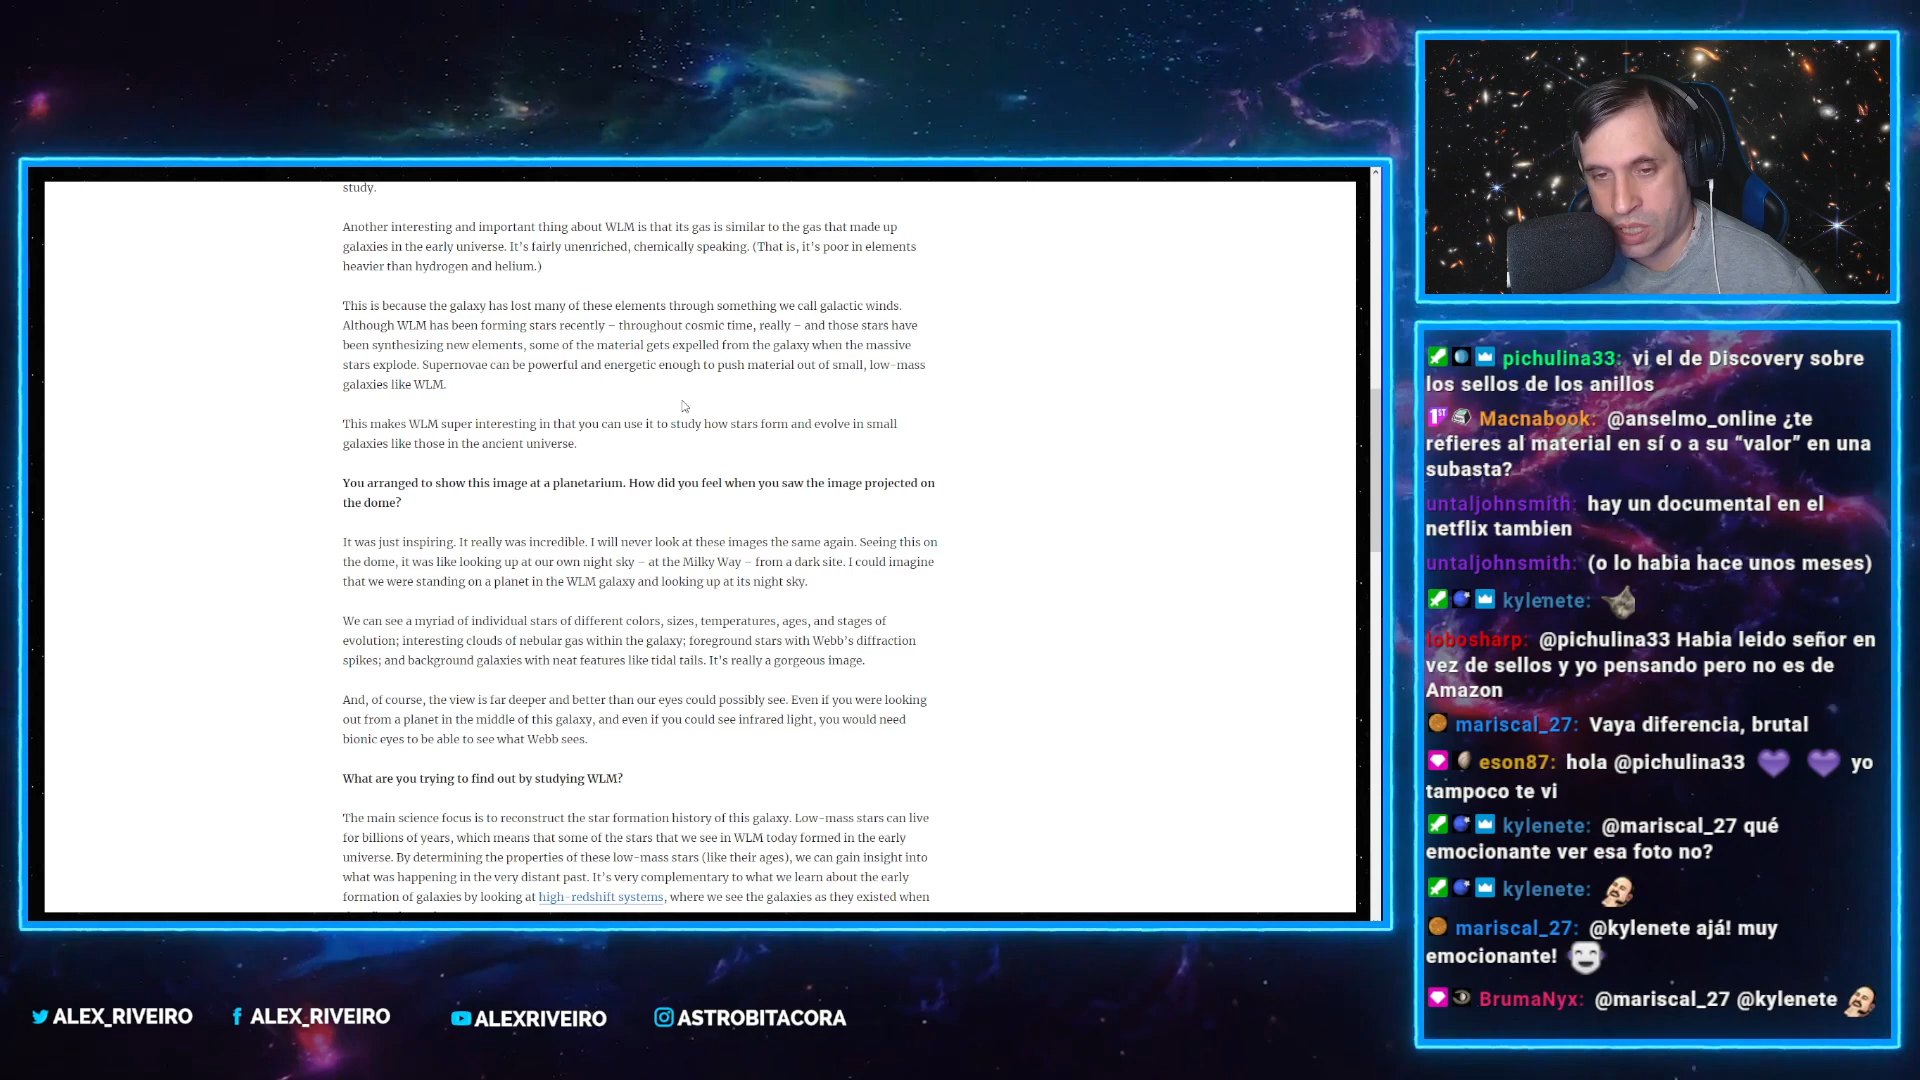 study.
Another interesting and important thing about WLM is that its gas is similar to the gas that made up
galaxies in the early universe. It's fairly unenriched, chemically speaking. (That is, it's poor in elements
heavier than hydrogen and helium.)
This is because the galaxy has lost many of these elements through something we call galactic winds.
Although WLM has been forming stars recently – throughout cosmic time, really – and those stars have
been synthesizing new elements, some of the material gets expelled from the galaxy when the massive
stars explode. Supernovae can be powerful and energetic enough to push material out of small, low-mass
galaxies like WLM.
This makes WLM super interesting in that you can use it to study how stars form and evolve in small
galaxies like those in the ancient universe.
You arranged to show this image at a planetarium. How did you feel when you saw the image projected on
the dome?
It was just inspiring. It really was incredible. I will never look at these images the same again. Seeing this on
the dome, it was like looking up at our own night sky – at the Milky Way – from a dark site. I could imagine
that we were standing on a planet in the WLM galaxy and looking up at its night sky.
We can see a myriad of individual stars of different colors, sizes, temperatures, ages, and stages of
evolution; interesting clouds of nebular gas within the galaxy; foreground stars with Webb's diffraction
spikes; and background galaxies with neat features like tidal tails. It's really a gorgeous image.
And, of course, the view is far deeper and better than our eyes could possibly see. Even if you were looking
out from a planet in the middle of this galaxy, and even if you could see infrared light, you would need
bionic eyes to be able to see what Webb sees.
What are you trying to find out by studying WLM?
The main science focus is to reconstruct the star formation history of this galaxy. Low-mass stars can live
for billions of years, which means that some of the stars that we see in WLM today formed in the early
universe. By determining the properties of these low-mass stars (like their ages), we can gain insight into
what was happening in the very distant past. It's very complementary to what we learn about the early
formation of galaxies by looking at high-redshift systems, where we see the galaxies as they existed when
pichulina33: vi el de Discovery sobre
los sellos de los anillos
1ST Macnabook: @anselmo_online ¿te
refieres al material en sí o a su “valor” en una
subasta?
untaljohnsmith: hay un documental en el
netflix tambien
untaljohnsmith: (o lo habia hace unos meses)
kylenete:
lobosharp: @pichulina33 Habia leido señor en
vez de sellos y yo pensando pero no es de
Amazon
mariscal_27: Vaya diferencia, brutal
eson87: hola @pichulina33 yo
tampoco te vi
kylenete: @mariscal_27 qué
emocionante ver esa foto no?
kylenete:
mariscal_27: @kylenete ajá! muy
emocionante!
BrumaNyx: @mariscal_27 @kylenete
ALEX_RIVEIRO
ALEX_RIVEIRO
ALEXRIVEIRO
ASTROBITACORA